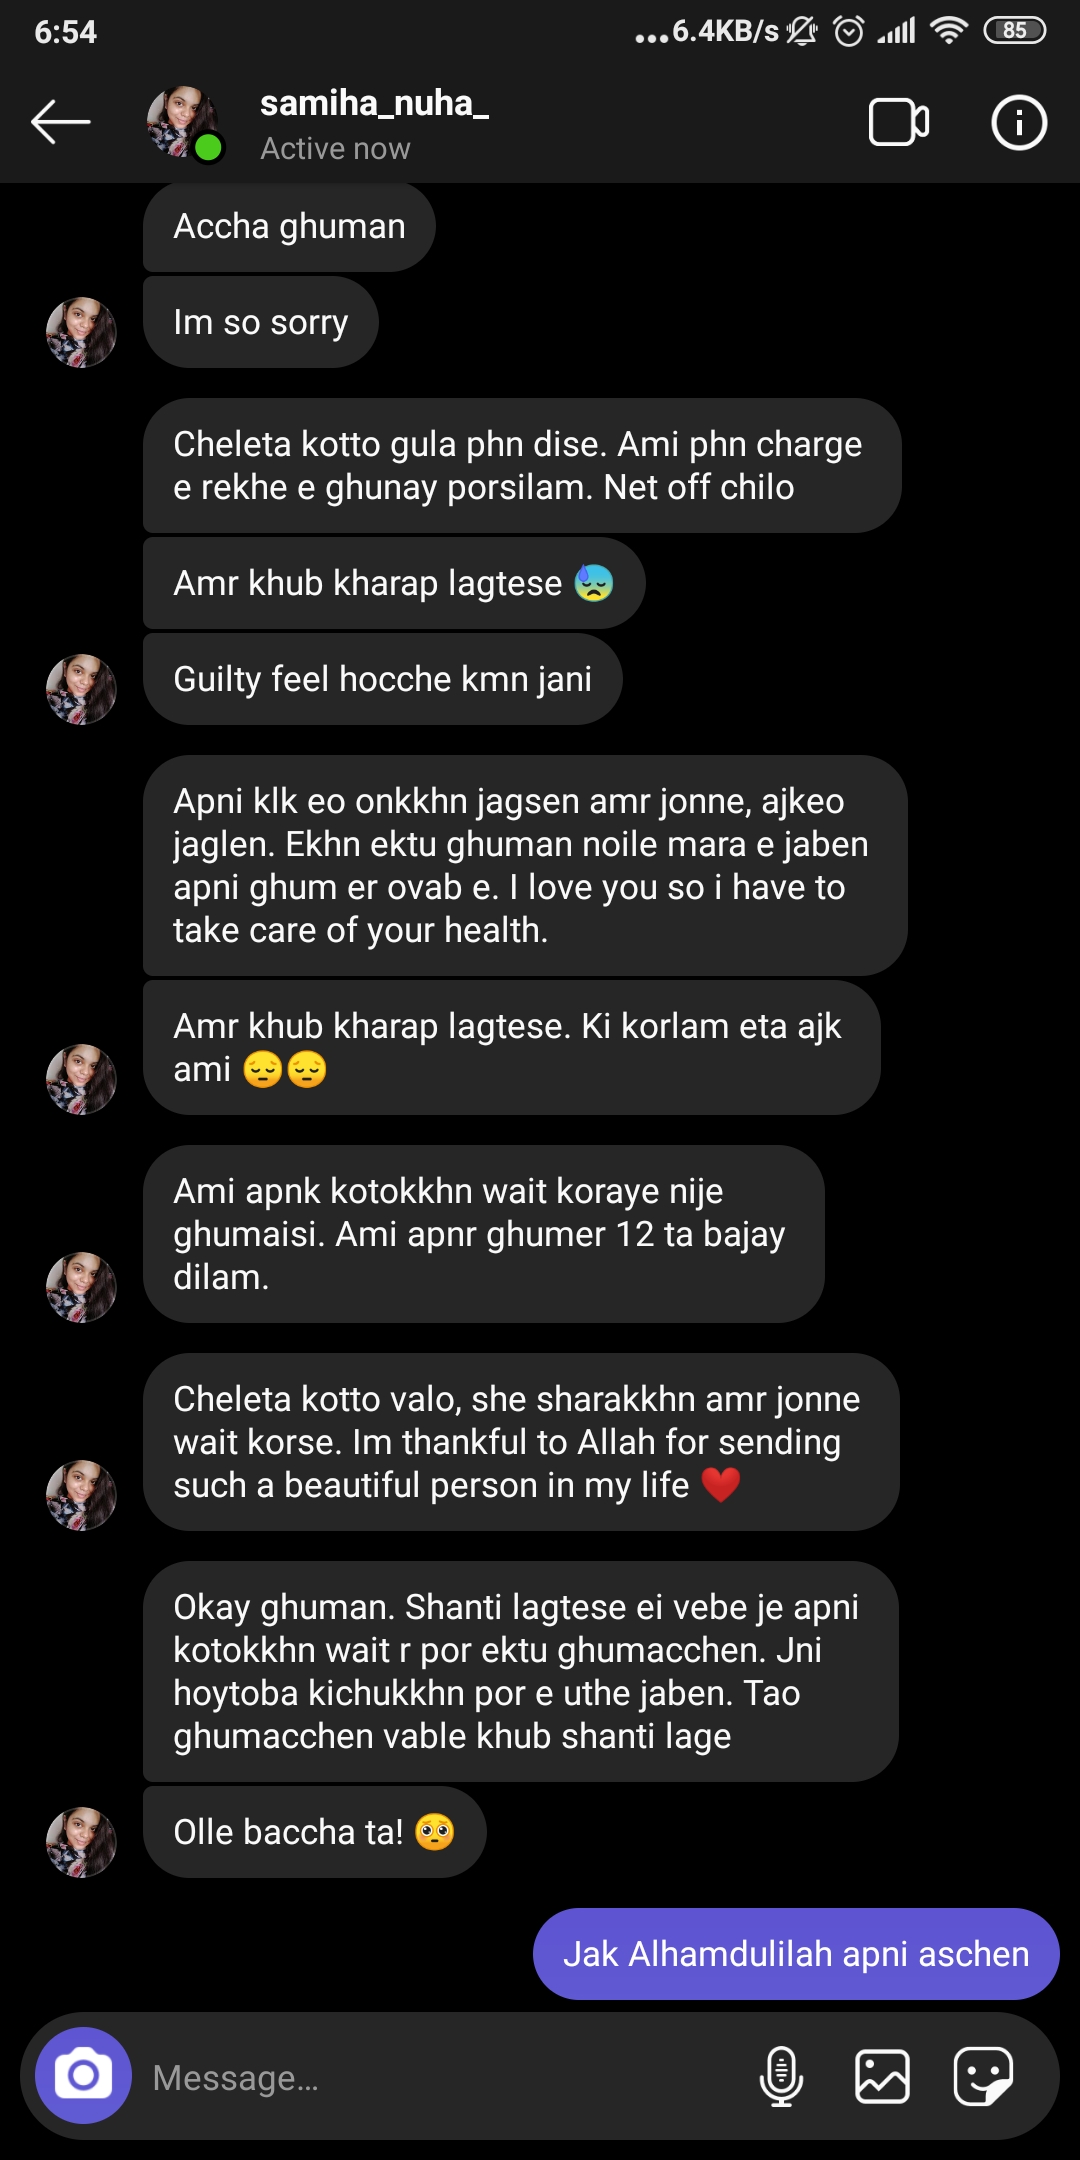 6:54
...6.4KB/s
85
samiha_nuha_
Active now
Accha ghuman
Im so sorry
Cheleta kotto gula phn dise. Ami phn charge
e rekhe e ghunay porsilam. Net off chilo
Amr khub kharap lagtese 😓
Guilty feel hocche kmn jani
Apni klk eo onkkhn jagsen amr jonne, ajkeo
jaglen. Ekhn ektu ghuman noile mara e jaben
apni ghum er ovab e. I love you so i have to
take care of your health.
Amr khub kharap lagtese. Ki korlam eta ajk
ami 😔😔
Ami apnk kotokkhn wait koraye nije
ghumaisi. Ami apnr ghumer 12 ta bajay
dilam.
Cheleta kotto valo, she sharakkhn amr jonne
wait korse. Im thankful to Allah for sending
such a beautiful person in my life ❤️
Okay ghuman. Shanti lagtese ei vebe je apni
kotokkhn wait r por ektu ghumacchen. Jni
hoytoba kichukkhn por e uthe jaben. Tao
ghumacchen vable khub shanti lage
Olle baccha ta! 🥺
Jak Alhamdulilah apni aschen
Message...